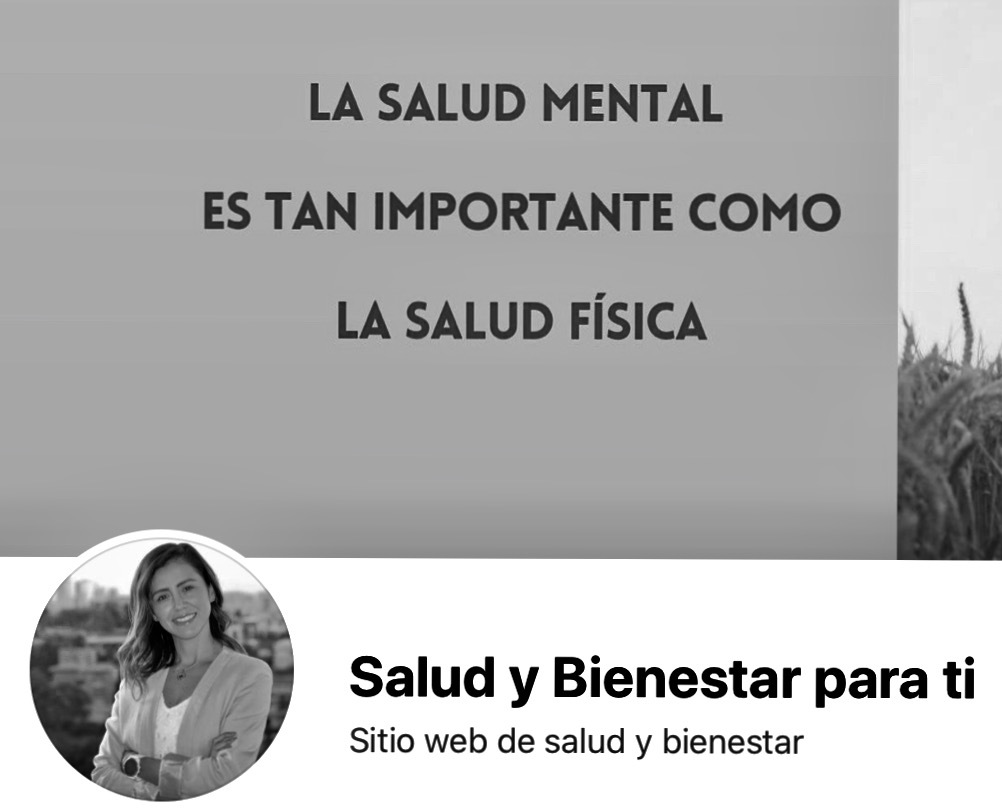 LA SALUD MENTAL
ES TAN IMPORTANTE COMO
LA SALUD FÍSICA
Salud y Bienestar para ti
Sitio web de salud y bienestar